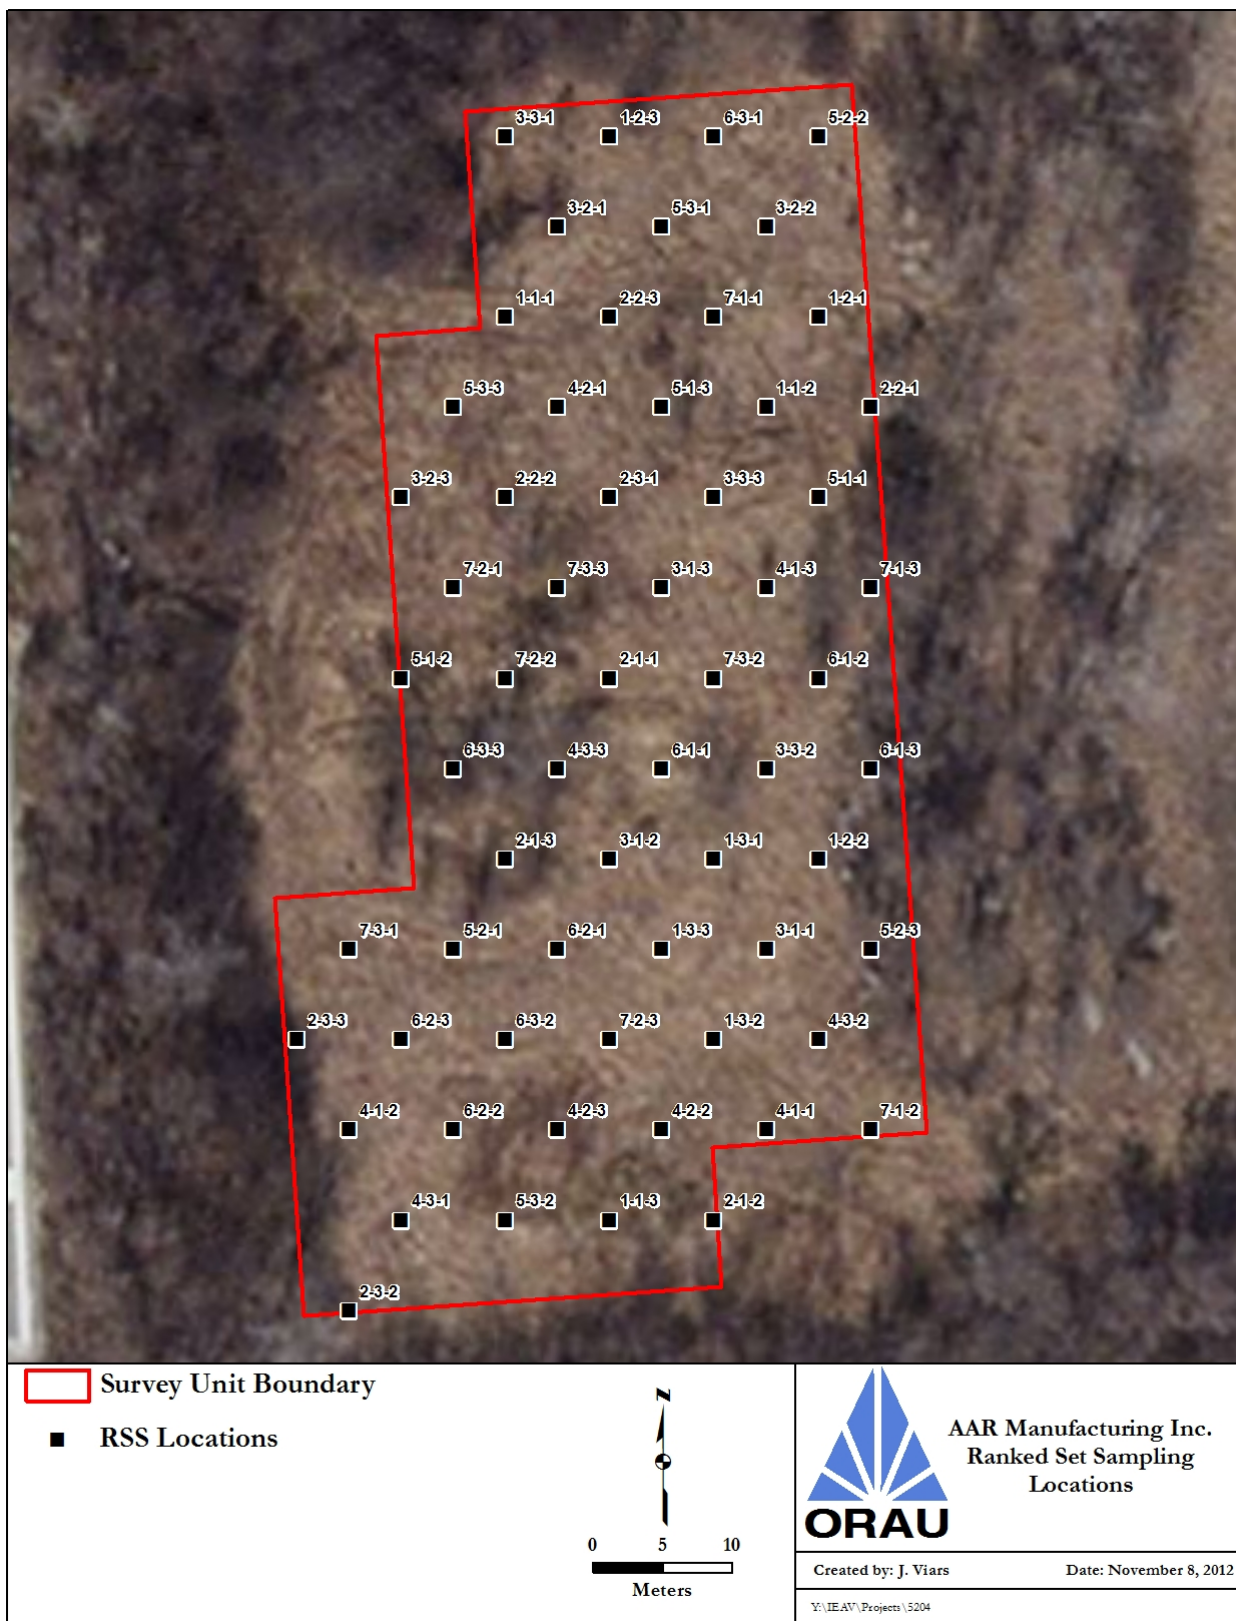 3-3-1 1-2-3 6-3-1 5-2-2
3-2-1 5-3-1 3-2-2
1-1-1 2-2-3 7-1-1 1-2-1
5-3-3 4-2-1 5-1-3 1-1-2 2-2-1
3-2-3 2-2-2 2-3-1 3-3-3 5-1-1
7-2-1 7-3-3 3-1-3 4-1-3 7-1-3
5-1-2 7-2-2 2-1-1 7-3-2 6-1-2
6-3-3 4-3-3 6-1-1 3-3-2 6-1-3
2-1-3 3-1-2 1-3-1 1-2-2
7-3-1 5-2-1 6-2-1 1-3-3 3-1-1 5-2-3
2-3-3 6-2-3 6-3-2 7-2-3 1-3-2 4-3-2
4-1-2 6-2-2 4-2-3 4-2-2 4-1-1 7-1-2
4-3-1 5-3-2 1-1-3 2-1-2
2-3-2
Survey Unit Boundary
RSS Locations
N
0 5 10
Meters
ORAU
AAR Manufacturing Inc.
Ranked Set Sampling
Locations
Created by: J. Viars Date: November 8, 2012
Y:\IEAV\Projects\5204